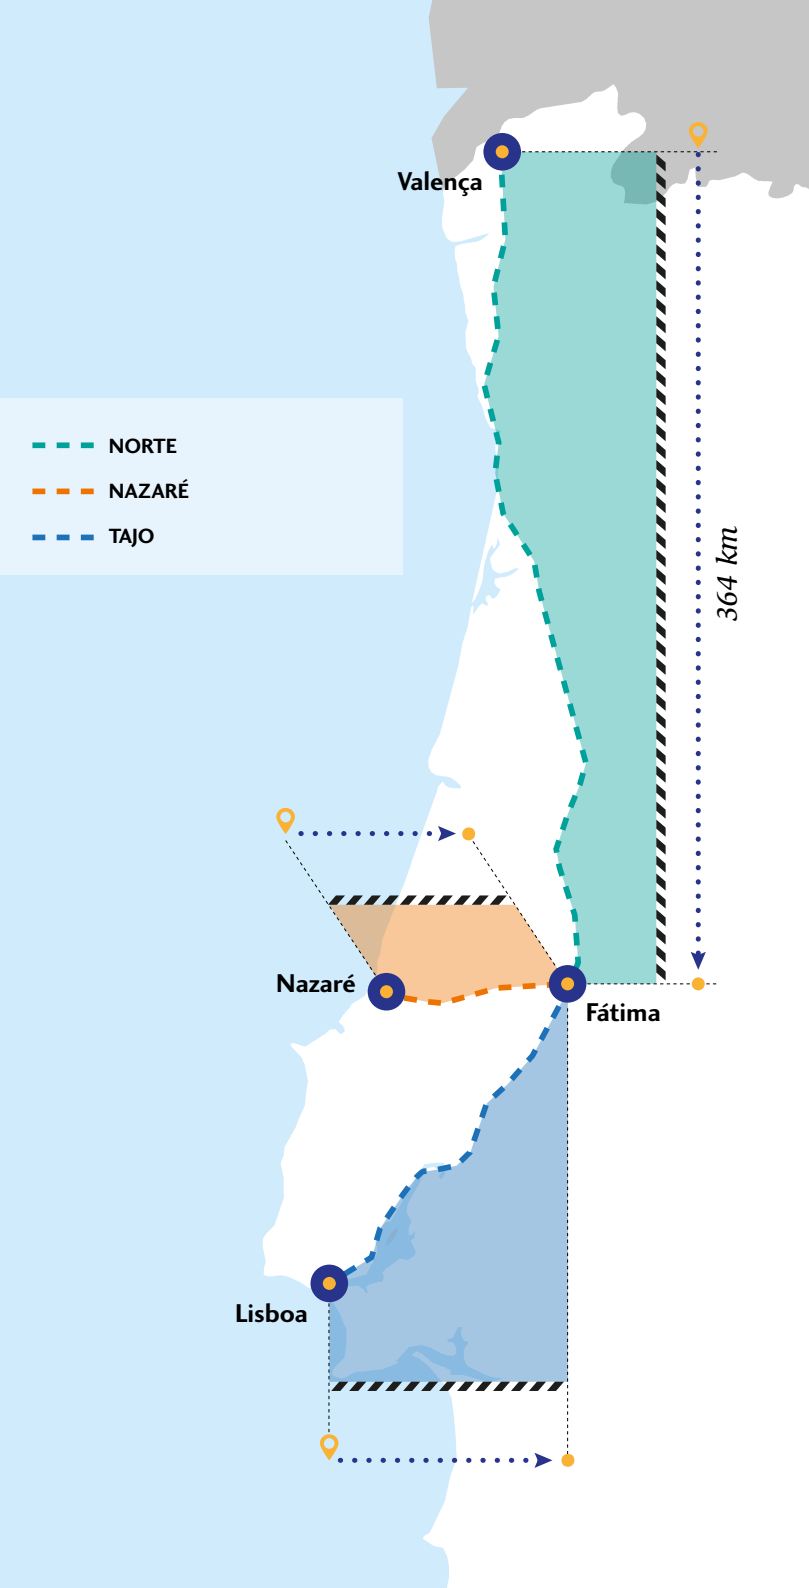 Valença
NORTE
NAZARÉ
TAJO
364 km
Nazaré
Fátima
Lisboa